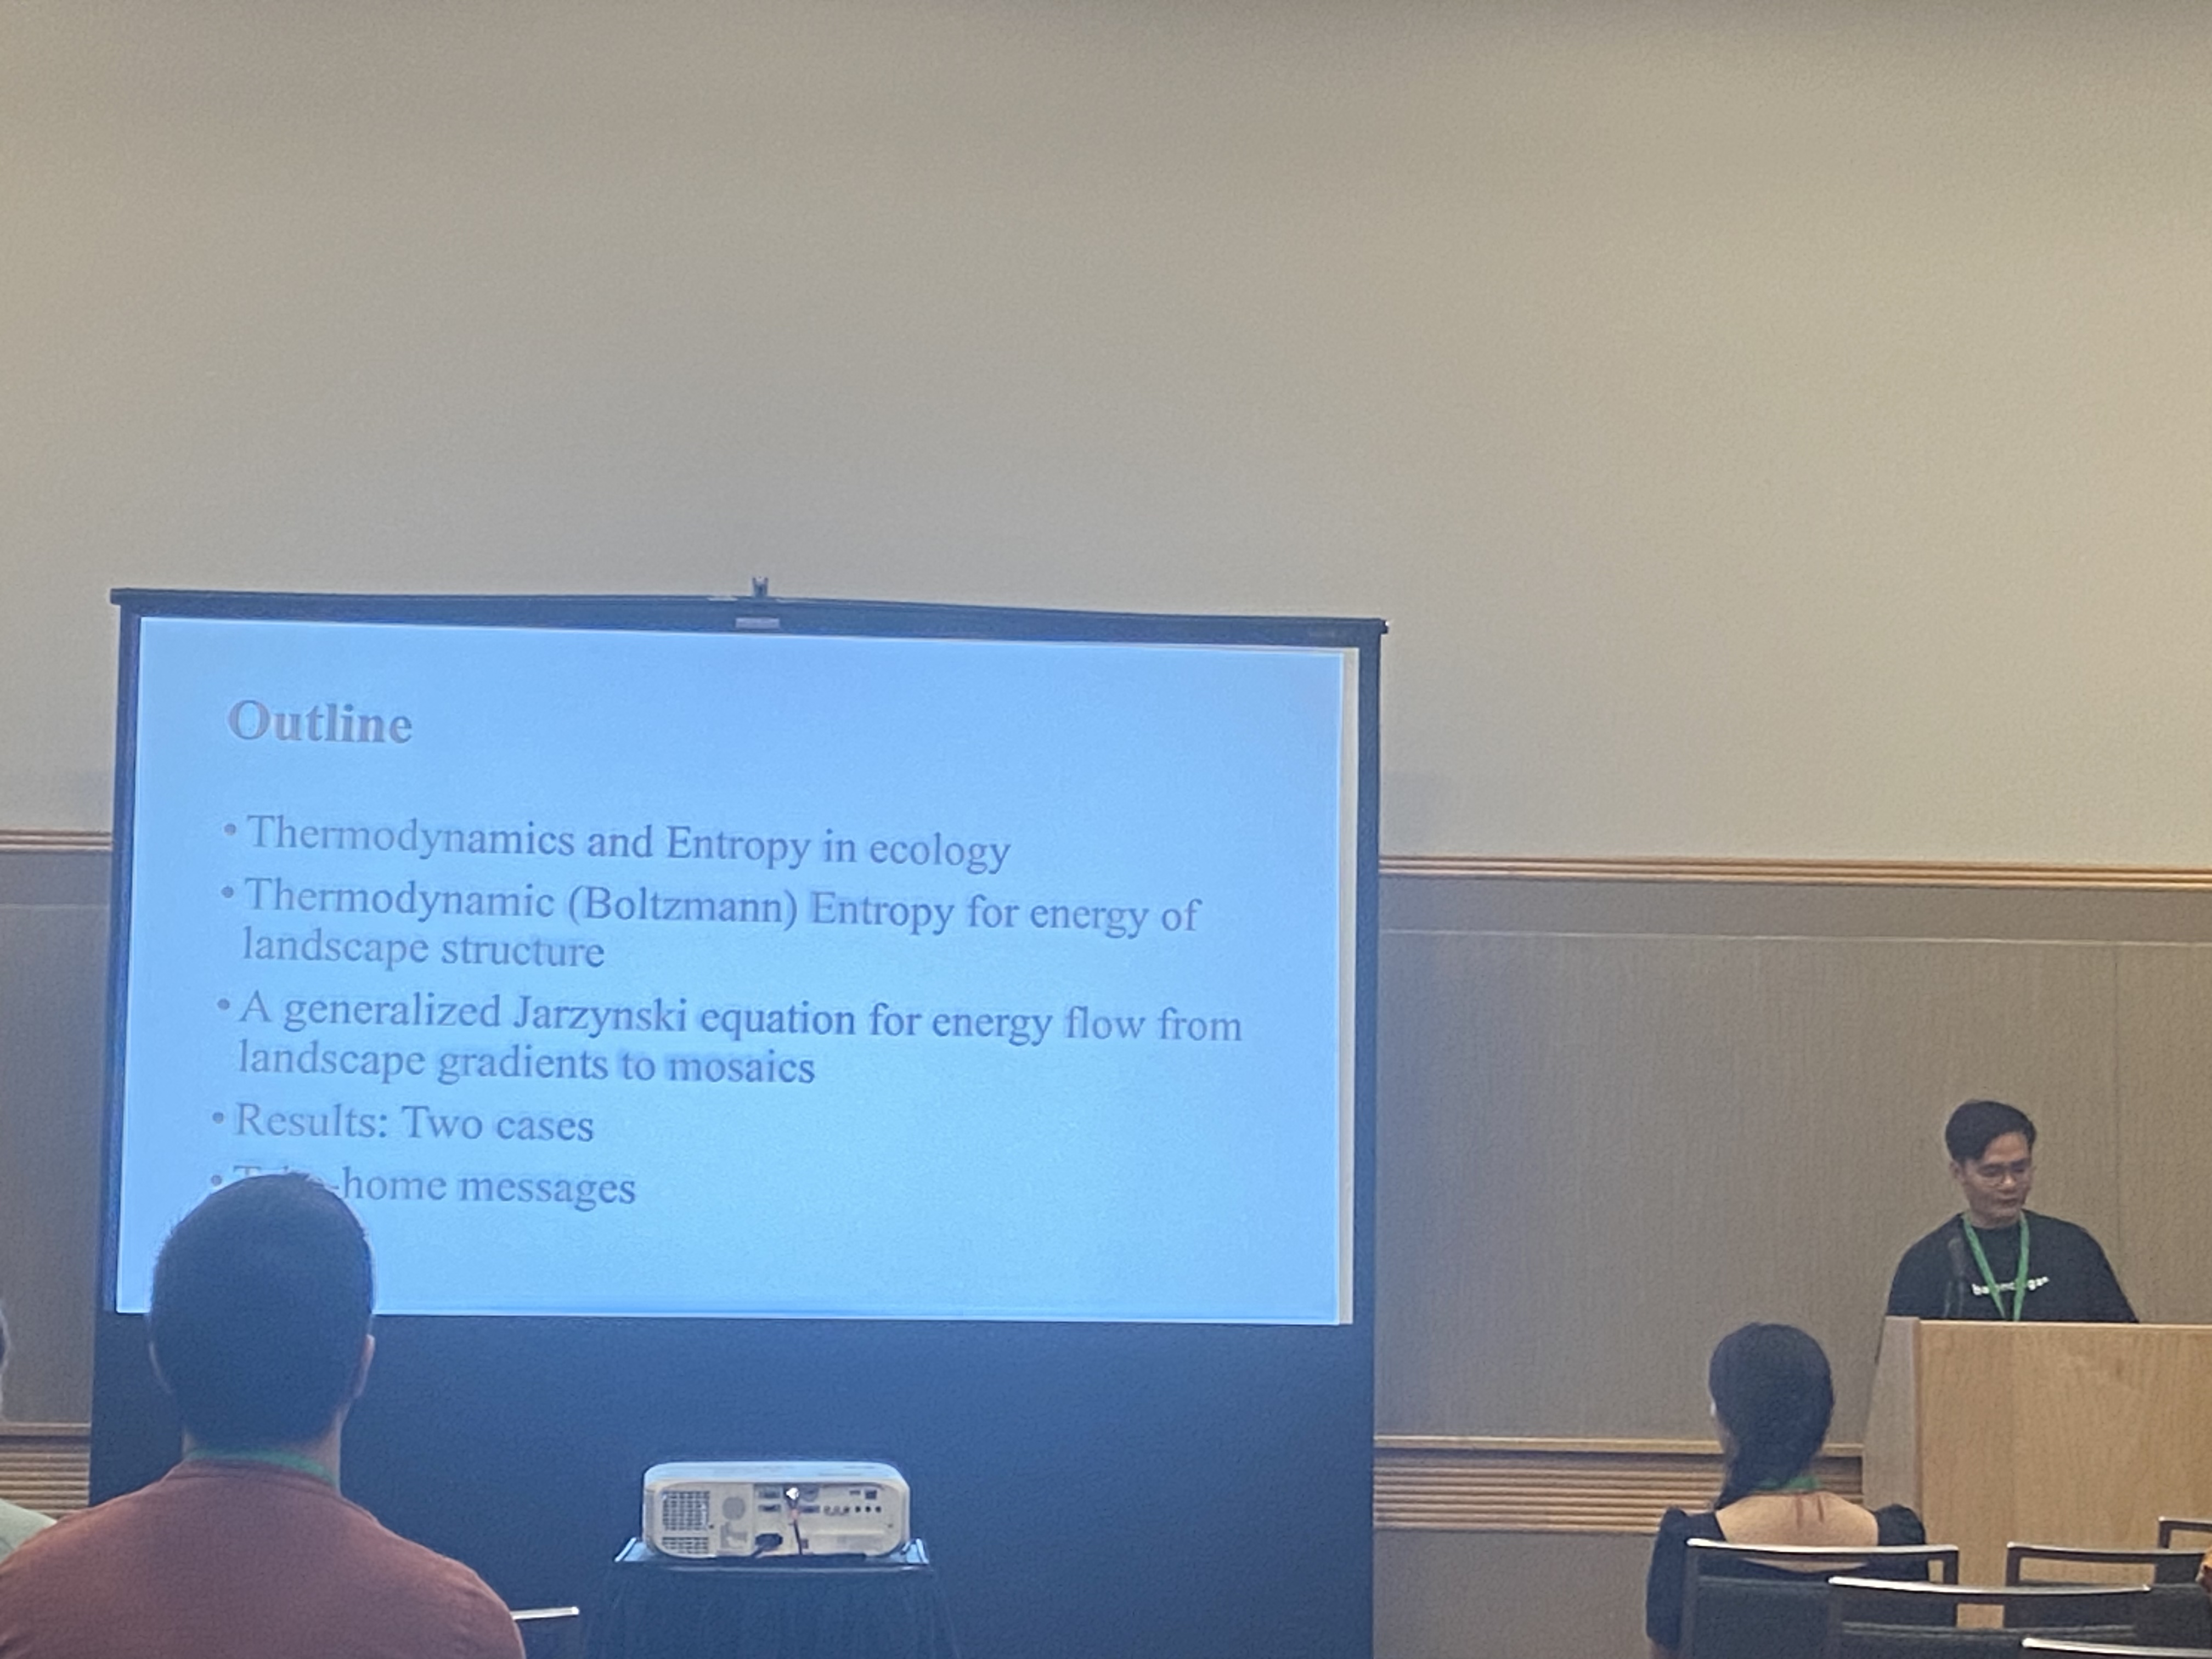 Outline
• Thermodynamics and Entropy in ecology
• Thermodynamic (Boltzmann) Entropy for energy of
landscape structure
• A generalized Jarzynski equation for energy flow from
landscape gradients to mosaics
• Results: Two cases
• -home messages